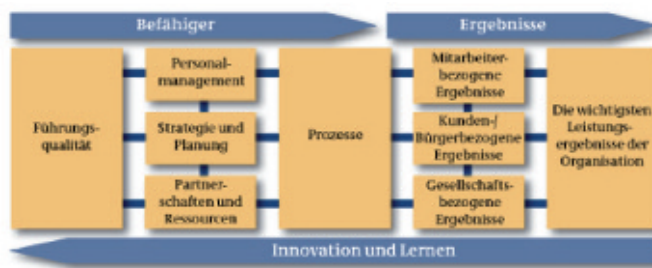 Befähiger
Ergebnisse
Führungs-
qualität
Personal-
management
Strategie und
Planung
Partner-
schaften und
Ressourcen
Prozesse
Mitarbeiter-
bezogene
Ergebnisse
Kunden-/
Bürgerbezogene
Ergebnisse
Gesellschafts-
bezogene
Ergebnisse
Die wichtigsten
Leistungs-
ergebnisse der
Organisation
Innovation und Lernen